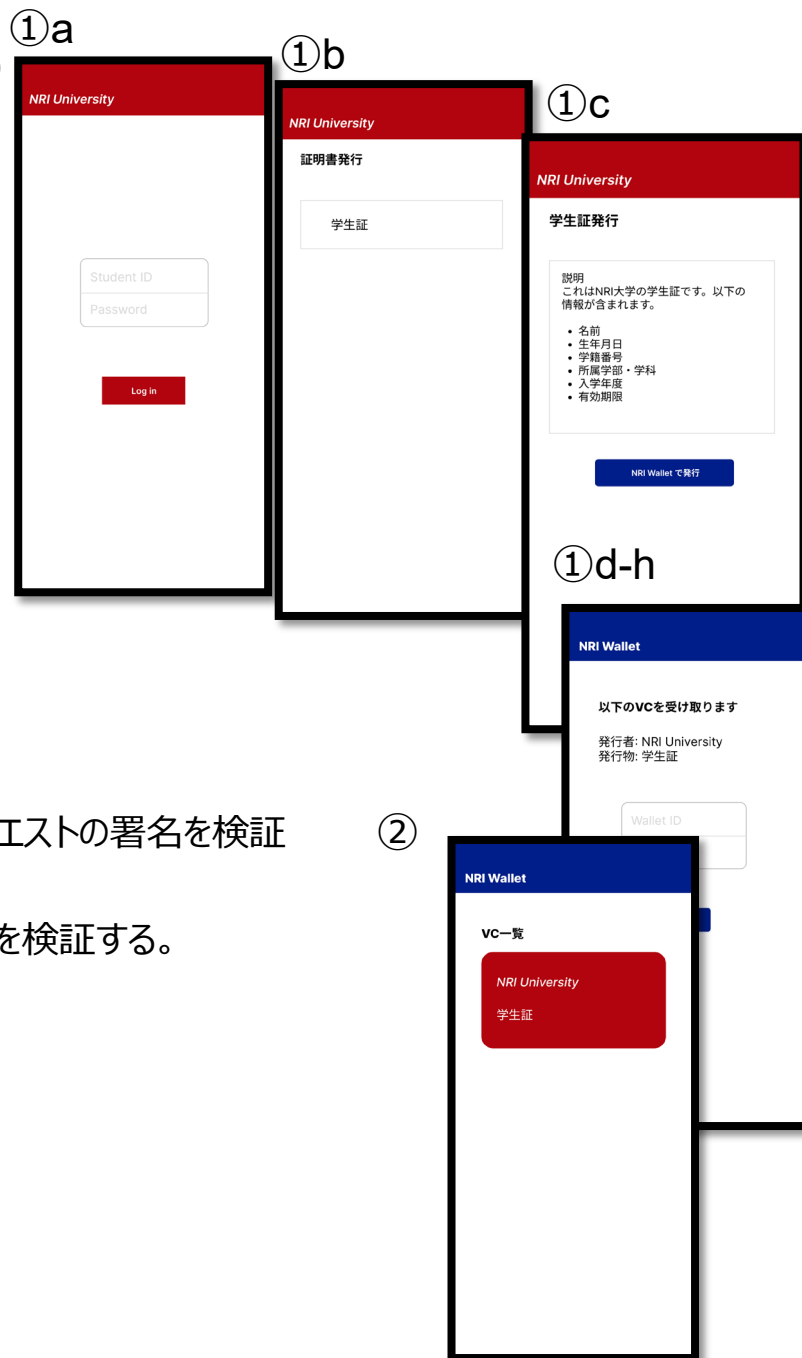 ①a
NRI University
Student ID
Password
Log in
①b
NRI University
証明書発行
学生証
①c
NRI University
学生証発行
説明
これはNRI大学の学生証です。以下の
情報が含まれます。
• 名前
• 生年月日
• 学籍番号
• 所属学部・学科
• 入学年度
• 有効期限
NRI Wallet で発行
①d-h
NRI Wallet
以下のVCを受け取ります
発行者: NRI University
発行物: 学生証
Wallet ID
エストの署名を検証
を検証する。
②
NRI Wallet
VC一覧
NRI University
学生証